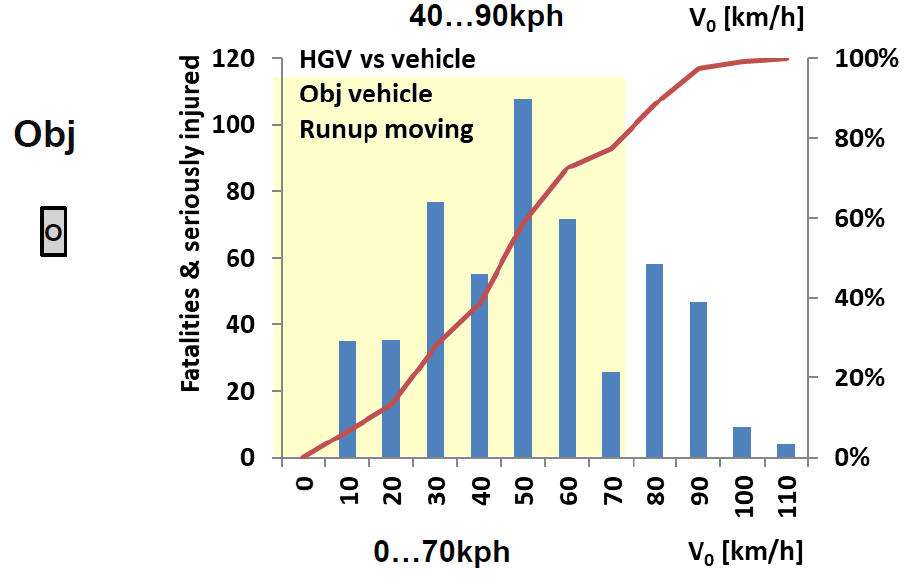 40…90kph
V0 [km/h]
HGV vs vehicle
Obj vehicle
Runup moving
Obj
O
Fatalities & seriously injured
120
100
80
60
40
20
0
100%
80%
60%
40%
20%
0%
0 10 20 30 40 50 60 70 80 90 100 110
0…70kph
V0 [km/h]